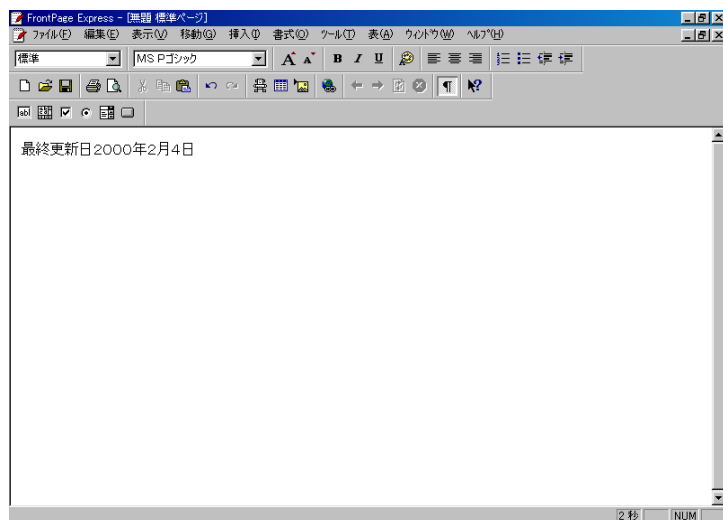 FrontPage Express - [無題 標準ページ]
ファイル(F) 編集(E) 表示(V) 移動(G) 挿入(I) 書式(O) ツール(T) 表(A) ウィンドウ(W) ヘルプ(H)
標準 MS Pゴシック A A B I U
abl
最終更新日2000年2月4日
2 秒 NUM